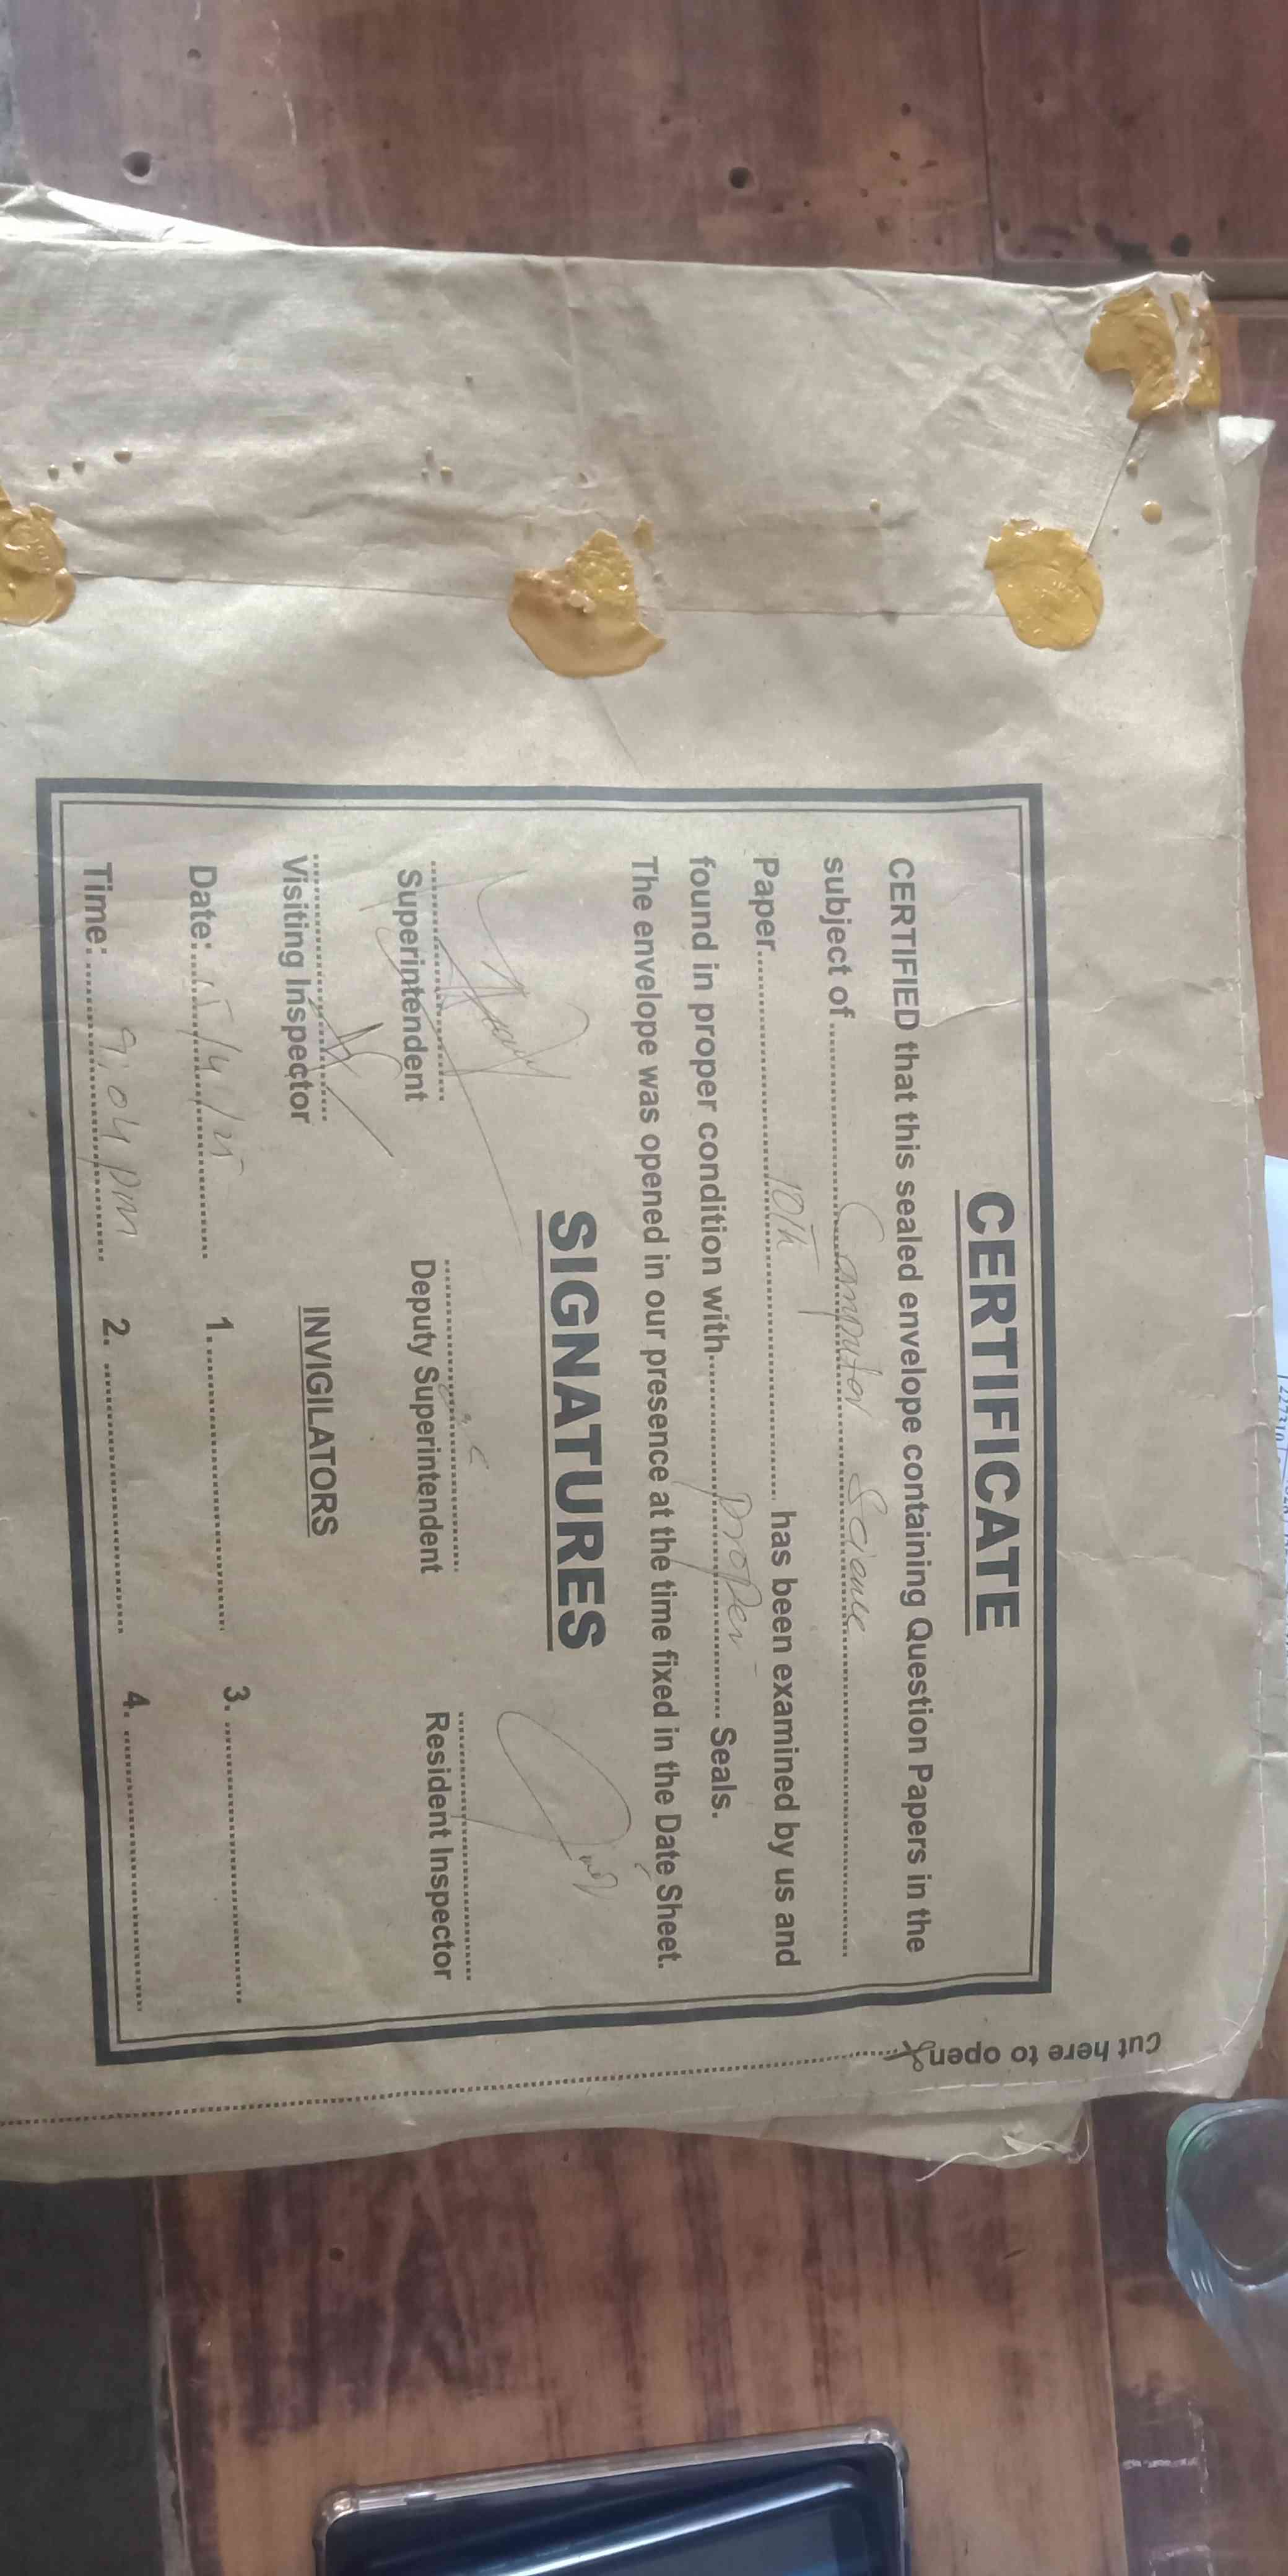 CERTIFICATE
CERTIFIED that this sealed envelope containing Question Papers in the
subject of Computer Science
Paper 10th has been examined by us and
found in proper condition with proper Seals.
The envelope was opened in our presence at the time fixed in the Date Sheet.
SIGNATURES
Superintendent Deputy Superintendent Resident Inspector
Visiting Inspector INVIGILATORS
Date: 15/4/25 1. 3.
Time: 9:04 pm 2. 4.
Cut here to open